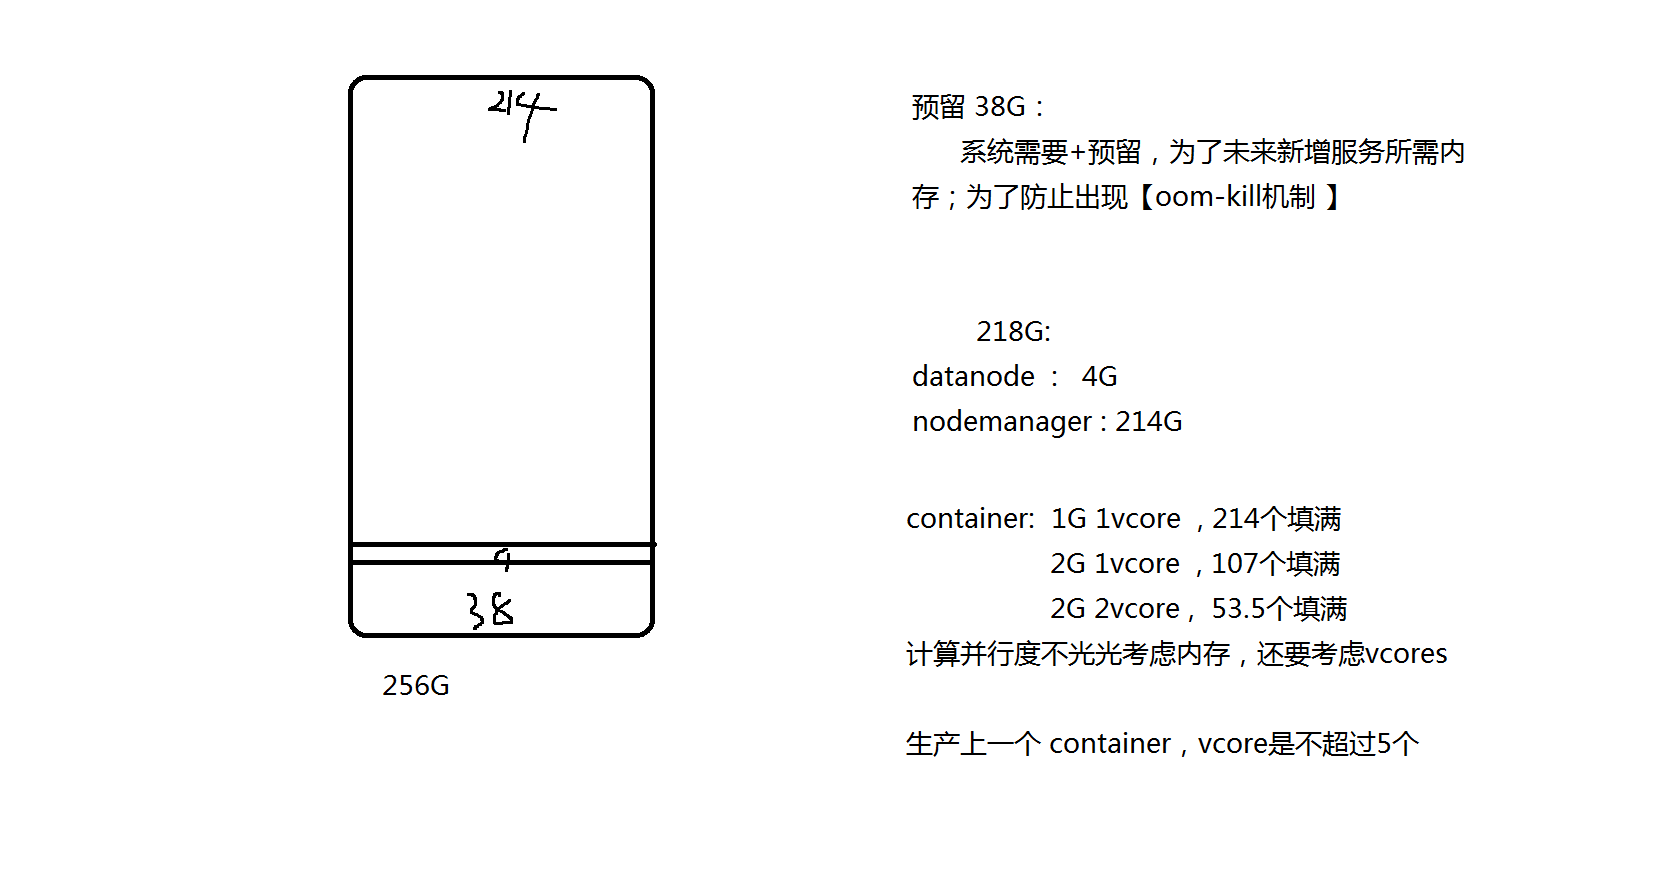 214
4
38
256G
预留 38G：
系统需要+预留，为了未来新增服务所需内
存；为了防止出现【oom-kill机制 】
218G:
datanode ： 4G
nodemanager : 214G
container: 1G 1vcore ，214个填满
2G 1vcore ，107个填满
2G 2vcore， 53.5个填满
计算并行度不光光考虑内存，还要考虑vcores
生产上一个 container，vcore是不超过5个